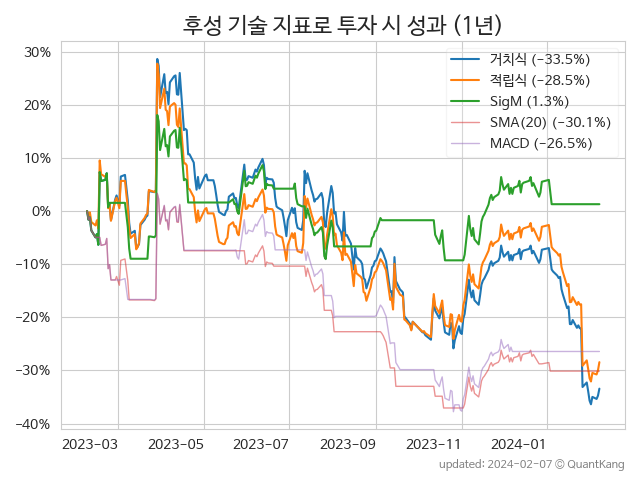 후성 기술 지표로 투자 시 성과 (1년)
거치식 (−33.5%)
적립식 (−28.5%)
SigM (1.3%)
SMA(20) (−30.1%)
MACD (−26.5%)
30%
20%
10%
0%
−10%
−20%
−30%
−40%
2023-03 2023-05 2023-07 2023-09 2023-11 2024-01
updated: 2024-02-07 © QuantKang